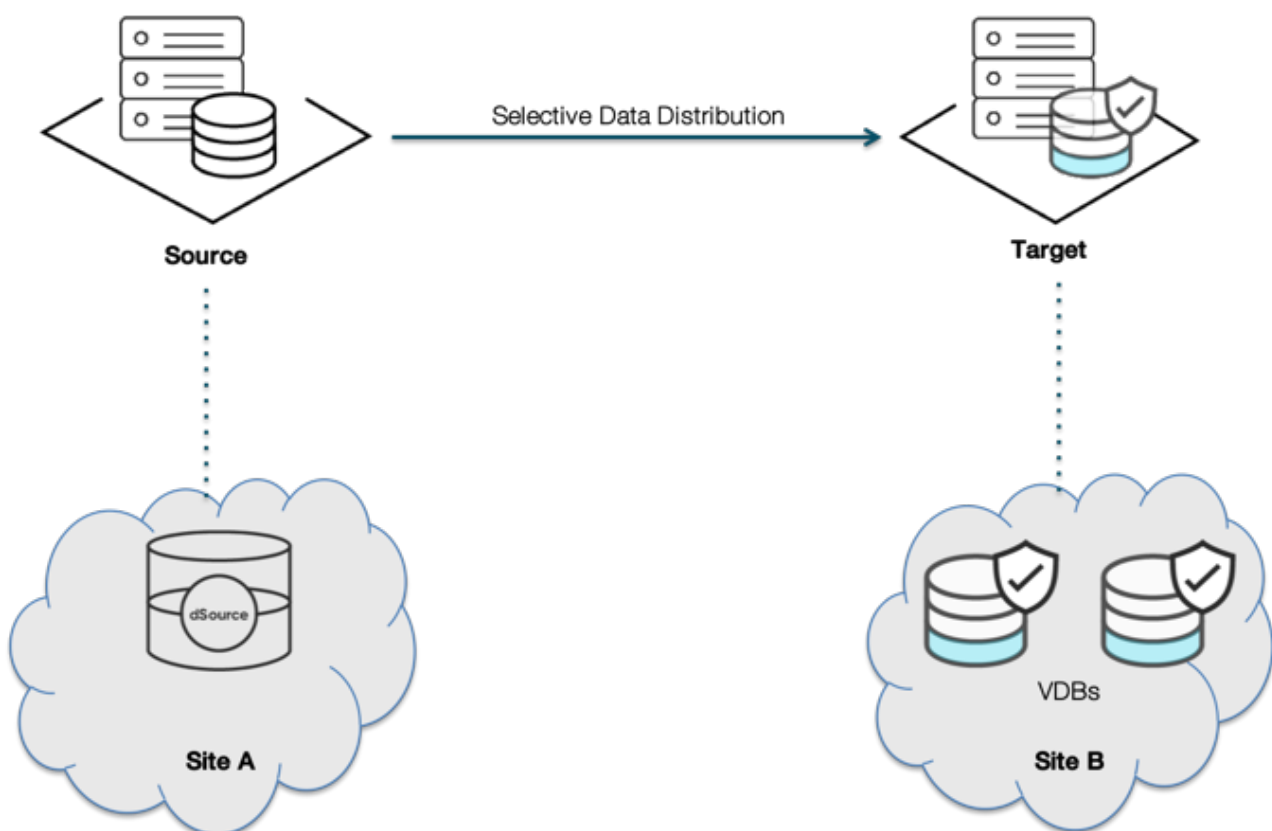 Selective Data Distribution
Source
Target
dSource
VDBs
Site A
Site B